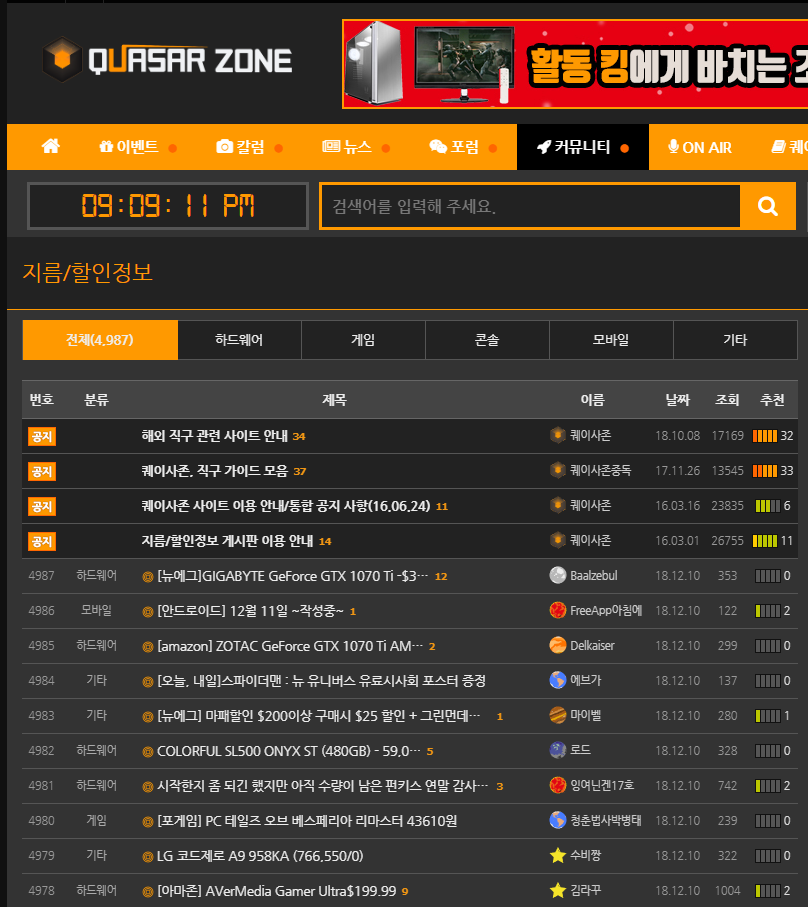 QUASAR ZONE
활동 킹에게 바치는
이벤트 칼럼 뉴스 포럼 커뮤니티 ON AIR
09:09:11 PM 검색어를 입력해 주세요.
지름/할인정보
전체(4,987) 하드웨어 게임 콘솔 모바일 기타
번호 분류 제목 이름 날짜 조회 추천
공지 해외 직구 관련 사이트 안내 34 퀘이사존 18.10.08 17169 32
공지 퀘이사존, 직구 가이드 모음 37 퀘이사존중독 17.11.26 13545 33
공지 퀘이사존 사이트 이용 안내/통합 공지 사항(16.06.24) 11 퀘이사존 16.03.16 23835 6
공지 지름/할인정보 게시판 이용 안내 14 퀘이사존 16.03.01 26755 11
4987 하드웨어 [뉴에그]GIGABYTE GeForce GTX 1070 Ti -$3… 12 Baalzebul 18.12.10 353 0
4986 모바일 [안드로이드] 12월 11일 ~작성중~ 1 FreeApp아침에 18.12.10 122 2
4985 하드웨어 [amazon] ZOTAC GeForce GTX 1070 Ti AM… 2 Delkaiser 18.12.10 299 0
4984 기타 [오늘, 내일]스파이더맨 : 뉴 유니버스 유료시사회 포스터 증정 에브가 18.12.10 137 0
4983 기타 [뉴에그] 마패할인 $200이상 구매시 $25 할인 + 그린먼데… 1 마이벨 18.12.10 280 1
4982 하드웨어 COLORFUL SL500 ONYX ST (480GB) - 59,0… 5 로드 18.12.10 328 0
4981 하드웨어 시작한지 좀 되긴 했지만 아직 수량이 남은 펀키스 연말 감사… 3 잉여닌겐17호 18.12.10 742 2
4980 게임 [포게임] PC 테일즈 오브 베스페리아 리마스터 43610원 청춘법사박병태 18.12.10 239 0
4979 기타 LG 코드제로 A9 958KA (766,550/0) 수비짱 18.12.10 322 0
4978 하드웨어 [아마존] AVerMedia Gamer Ultra$199.99 9 김라꾸 18.12.10 1004 2